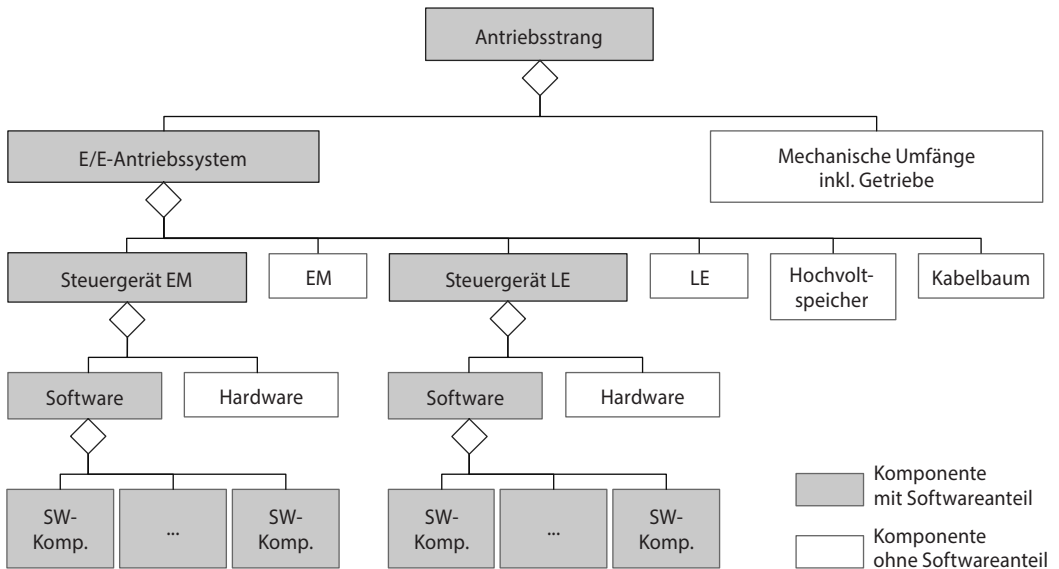 Antriebsstrang
E/E-Antriebssystem
Mechanische Umfänge
inkl. Getriebe
Steuergerät EM
EM
Steuergerät LE
LE
Hochvolt-
speicher
Kabelbaum
Software
Hardware
Software
Hardware
SW-
Komp.
...
SW-
Komp.
SW-
Komp.
...
SW-
Komp.
Komponente
mit Softwareanteil
Komponente
ohne Softwareanteil